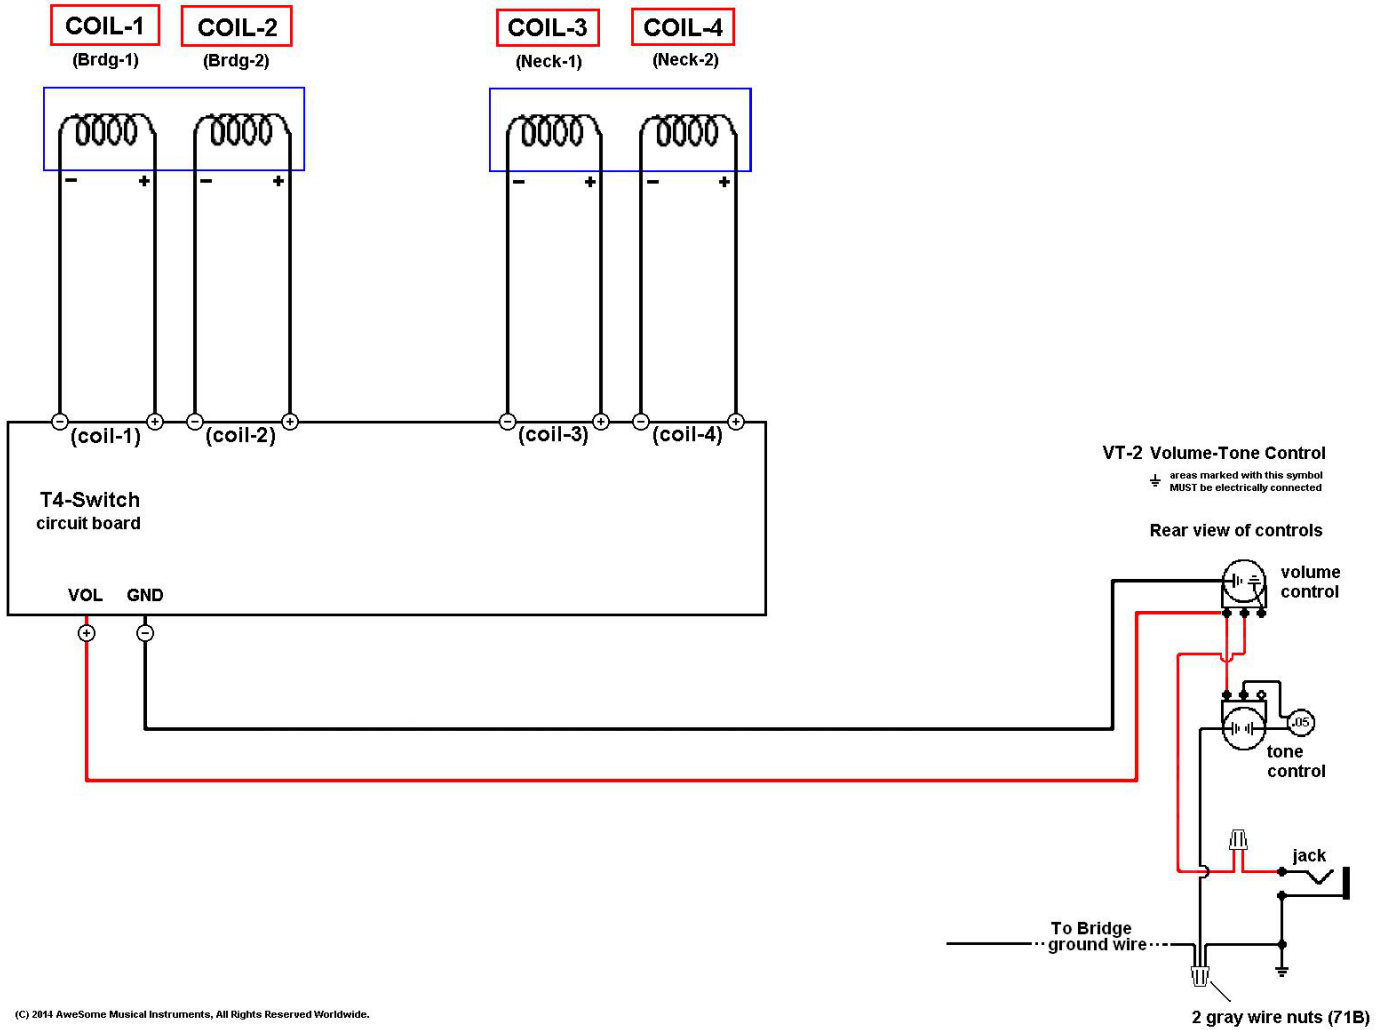 COIL-1 COIL-2 COIL-3 COIL-4
(Brdg-1) (Brdg-2) (Neck-1) (Neck-2)
− + − + − + − +
− + − + − + − +
(coil-1) (coil-2) (coil-3) (coil-4)
VT-2 Volume-Tone Control
areas marked with this symbol
MUST be electrically connected
T4-Switch
circuit board
Rear view of controls
volume
control
VOL GND
+ −
.05
tone
control
jack
To Bridge
ground wire
2 gray wire nuts (71B)
(C) 2014 AweSome Musical Instruments, All Rights Reserved Worldwide.